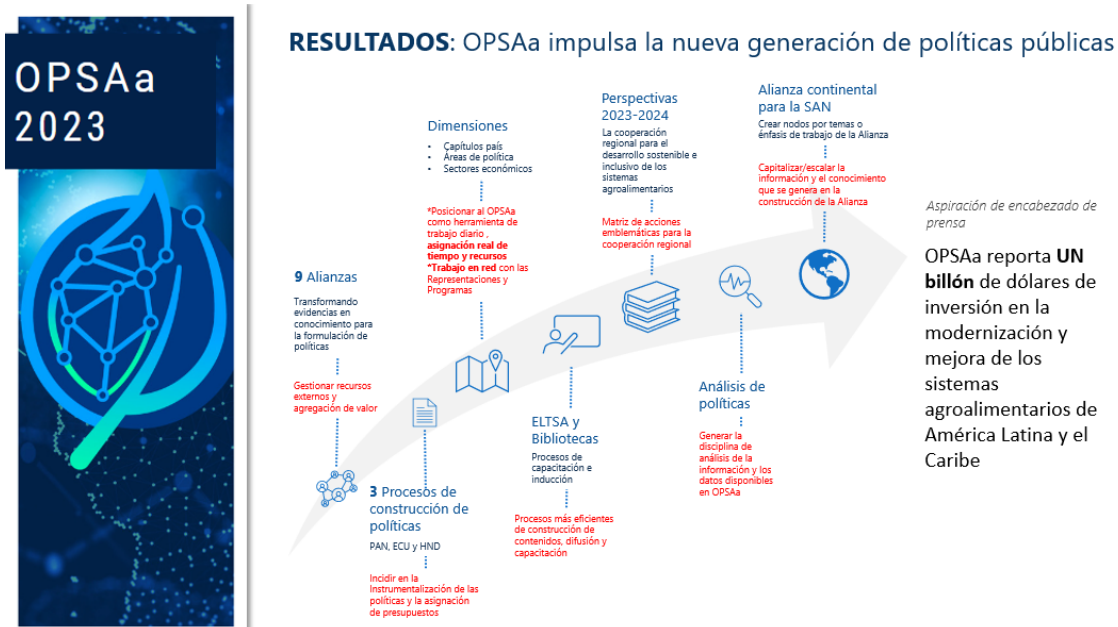 OPSAa
2023
RESULTADOS: OPSAa impulsa la nueva generación de políticas públicas
9 Alianzas
Transformando
evidencias en
conocimiento para
la formulación de
políticas
Gestionar recursos
externos y
agregación de valor
3 Procesos de
construcción de
políticas
PAN, ECU y HND
Incidir en la
Instrumentalización de las
políticas y la asignación
de presupuestos
Dimensiones
• Capítulos país
• Áreas de política
• Sectores económicos
*Posicionar al OPSAa
como herramienta de
trabajo diario ,
asignación real de
tiempo y recursos
*Trabajo en red con las
Representaciones y
Programas
ELTSA y
Bibliotecas
Procesos de
capacitación e
inducción
Procesos más eficientes
de construcción de
contenidos, difusión y
capacitación
Perspectivas
2023-2024
La cooperación
regional para el
desarrollo sostenible e
inclusivo de los
sistemas
agroalimentarios
Matriz de acciones
emblemáticas para la
cooperación regional
Análisis de
políticas
Generar la
disciplina de
análisis de la
información y los
datos disponibles
en OPSAa
Alianza continental
para la SAN
Crear nodos por temas o
énfasis de trabajo de la Alianza
Capitalizar/escalar la
información y el conocimiento
que se genera en la
construcción de la Alianza
Aspiración de encabezado de
prensa
OPSAa reporta UN
billón de dólares de
inversión en la
modernización y
mejora de los
sistemas
agroalimentarios de
América Latina y el
Caribe